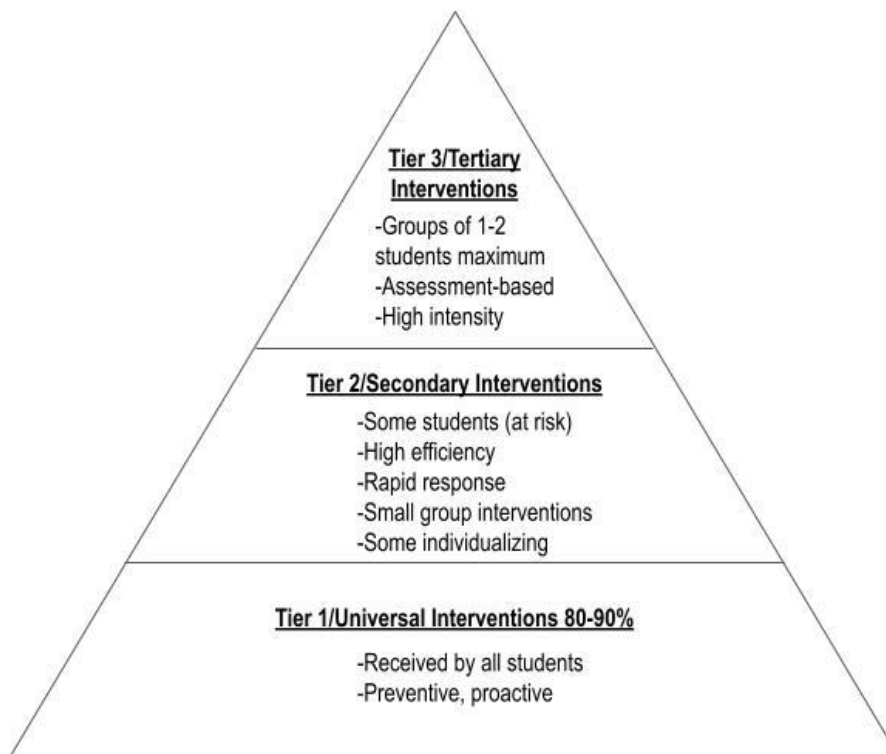 Tier 3/Tertiary
Interventions
-Groups of 1-2
students maximum
-Assessment-based
-High intensity
Tier 2/Secondary Interventions
-Some students (at risk)
-High efficiency
-Rapid response
-Small group interventions
-Some individualizing
Tier 1/Universal Interventions 80-90%
-Received by all students
-Preventive, proactive